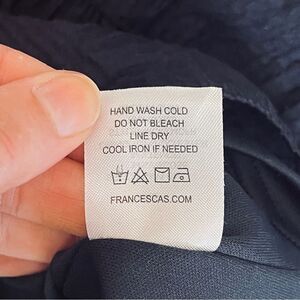 HAND WASH COLD
DO NOT BLEACH
LINE DRY
COOL IRON IF NEEDED
FRANCESCAS.COM